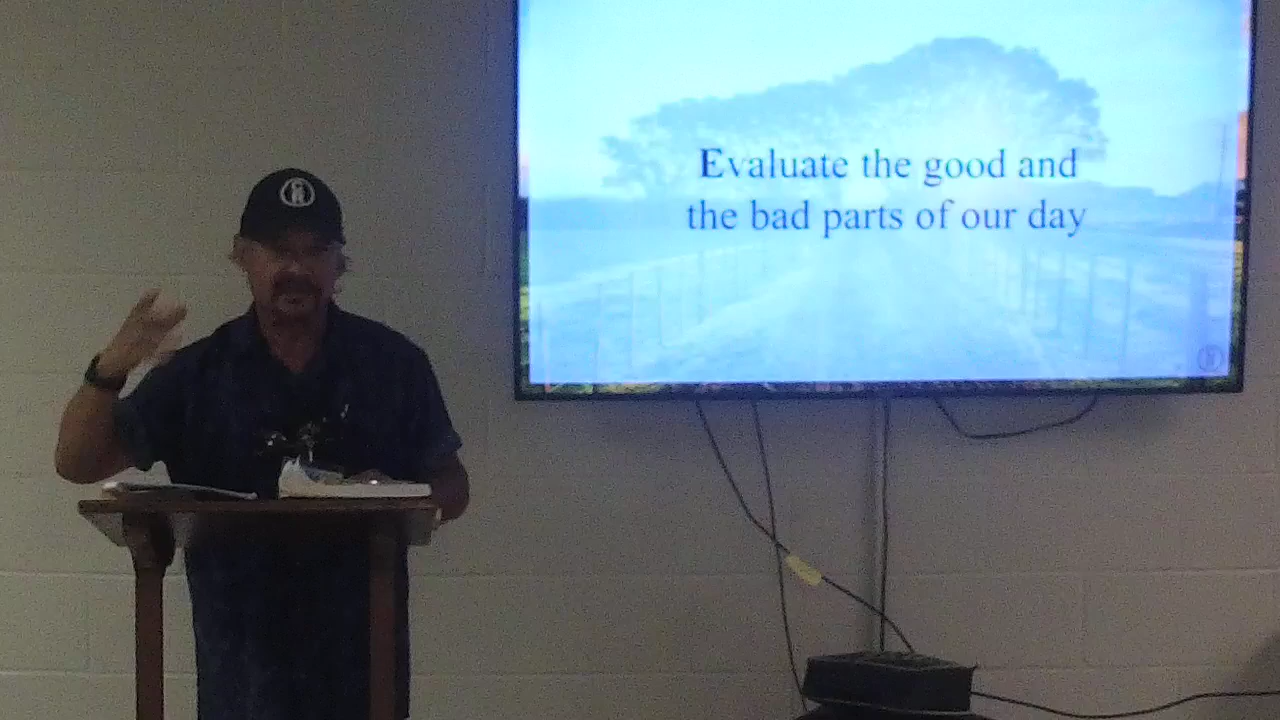 Evaluate the good and
the bad parts of our day